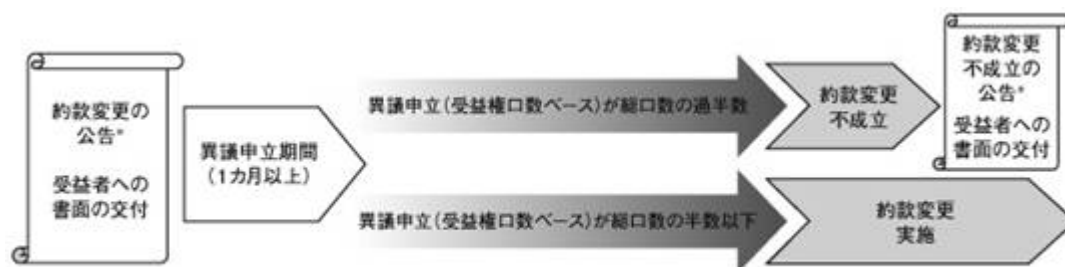 約款変更の
公告*
受益者への
書面の交付
異議申立期間
（1カ月以上）
異議申立（受益権口数ベース）が総口数の過半数
約款変更
不成立
約款変更
不成立の
公告*
受益者への
書面の交付
異議申立（受益権口数ベース）が総口数の半数以下
約款変更
実施